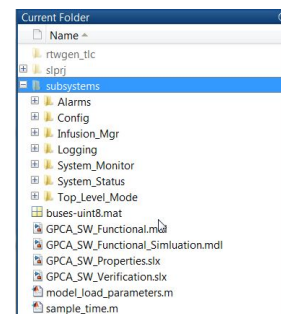 Current Folder
Name
rtwgen_tlc
slprj
subsystems
Alarms
Config
Infusion_Mgr
Logging
System_Monitor
System_Status
Top_Level_Mode
buses-uint8.mat
GPCA_SW_Functional.mdl
GPCA_SW_Functional_Simluation.mdl
GPCA_SW_Properties.slx
GPCA_SW_Verification.slx
model_load_parameters.m
sample_time.m